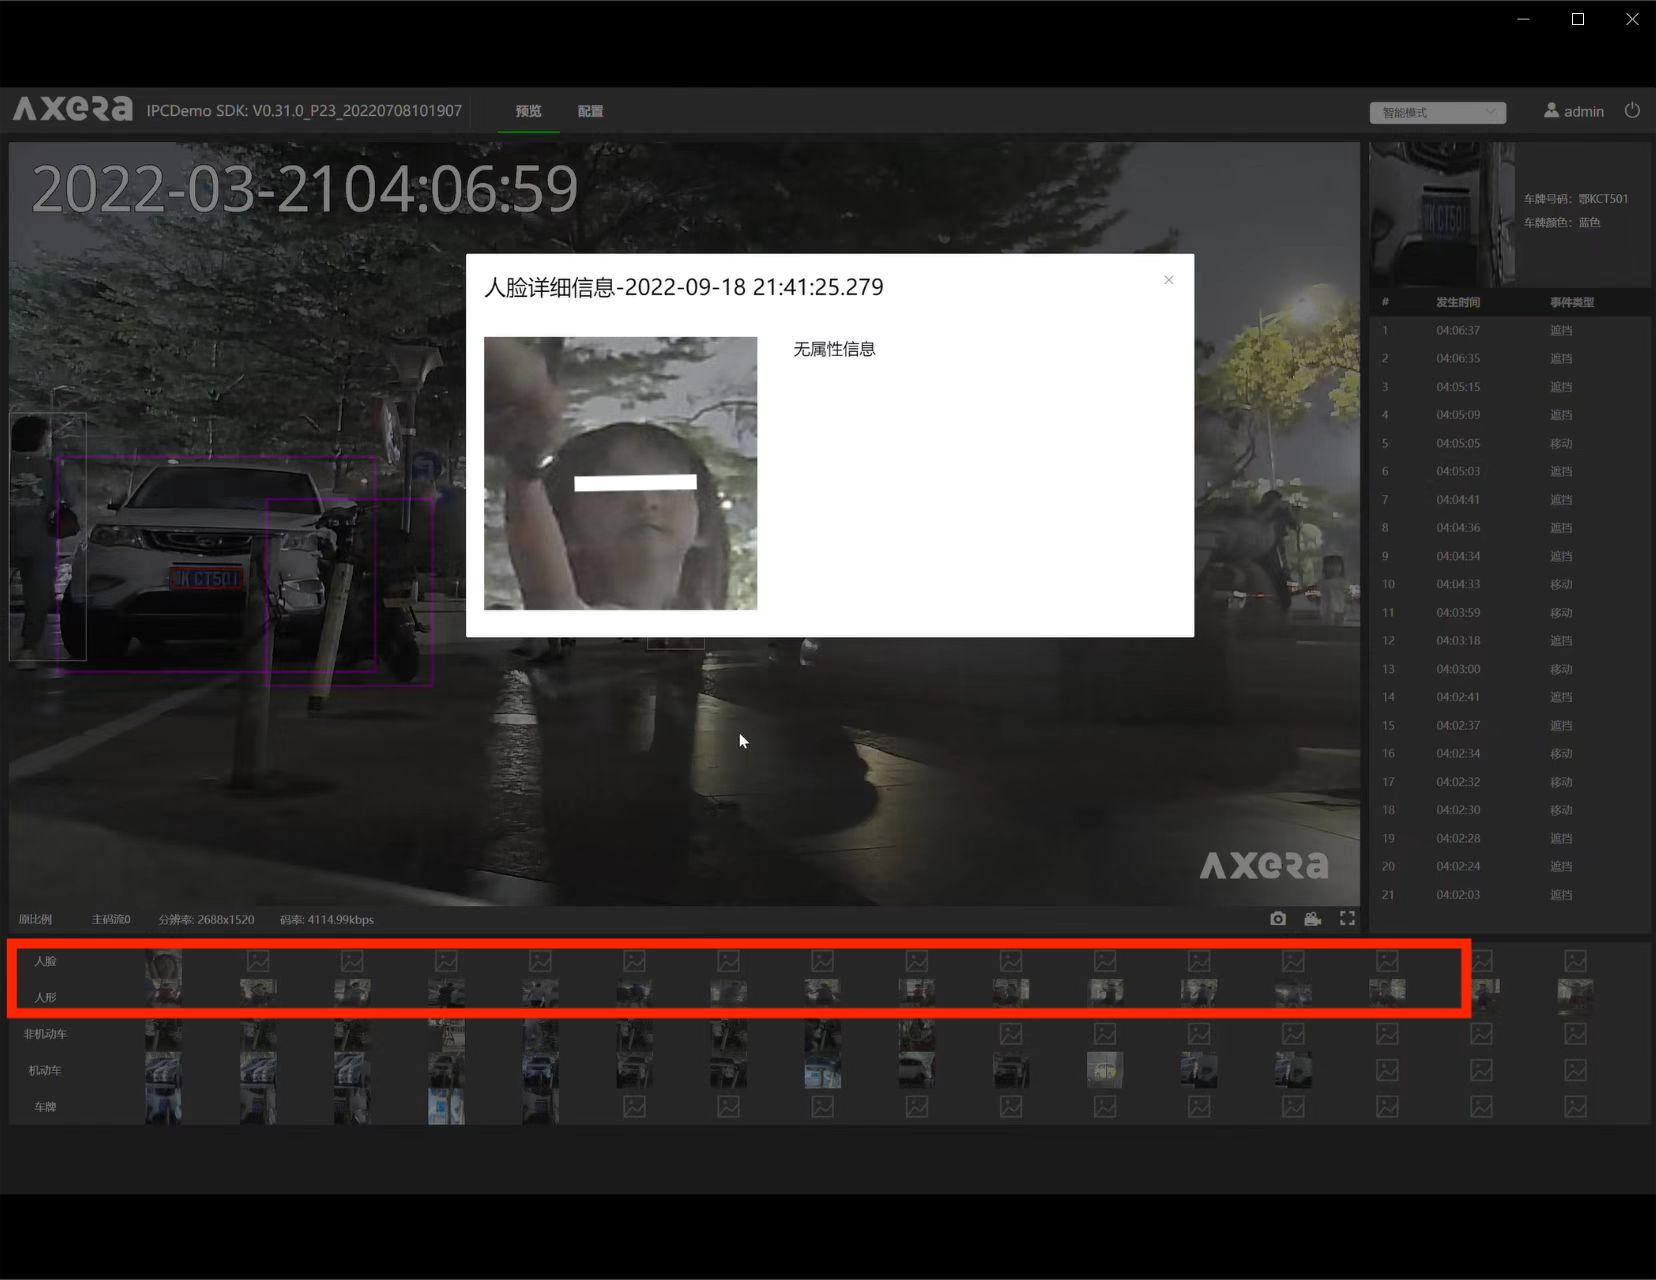 AXERA IPCDemo SDK: V0.31.0_P23_20220708101907 预览 配置 智能模式 admin
2022-03-2104:06:59
车牌号码: 鄂KCT501
车牌颜色: 蓝色
人脸详细信息-2022-09-18 21:41:25.279
无属性信息
# 发生时间 事件类型
1 04:06:37 遮挡
2 04:06:35 遮挡
3 04:05:15 遮挡
4 04:05:09 遮挡
5 04:05:05 移动
6 04:05:03 遮挡
7 04:04:41 遮挡
8 04:04:36 遮挡
9 04:04:34 遮挡
10 04:04:33 移动
11 04:03:59 移动
12 04:03:18 遮挡
13 04:03:00 移动
14 04:02:41 遮挡
15 04:02:37 遮挡
16 04:02:34 移动
17 04:02:32 移动
18 04:02:30 移动
19 04:02:28 遮挡
20 04:02:24 遮挡
21 04:02:03 遮挡
KCT501
AXERA
原比例 主码流0 分辨率: 2688x1520 码率: 4114.99kbps
人脸
人形
非机动车
机动车
车牌